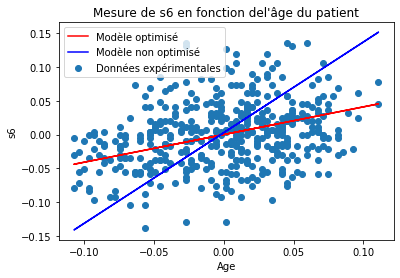 Mesure de s6 en fonction del'âge du patient
Modèle optimisé
Modèle non optimisé
Données expérimentales
0.15
0.10
0.05
0.00
−0.05
−0.10
−0.15
s6
−0.10
−0.05
0.00
0.05
0.10
Age